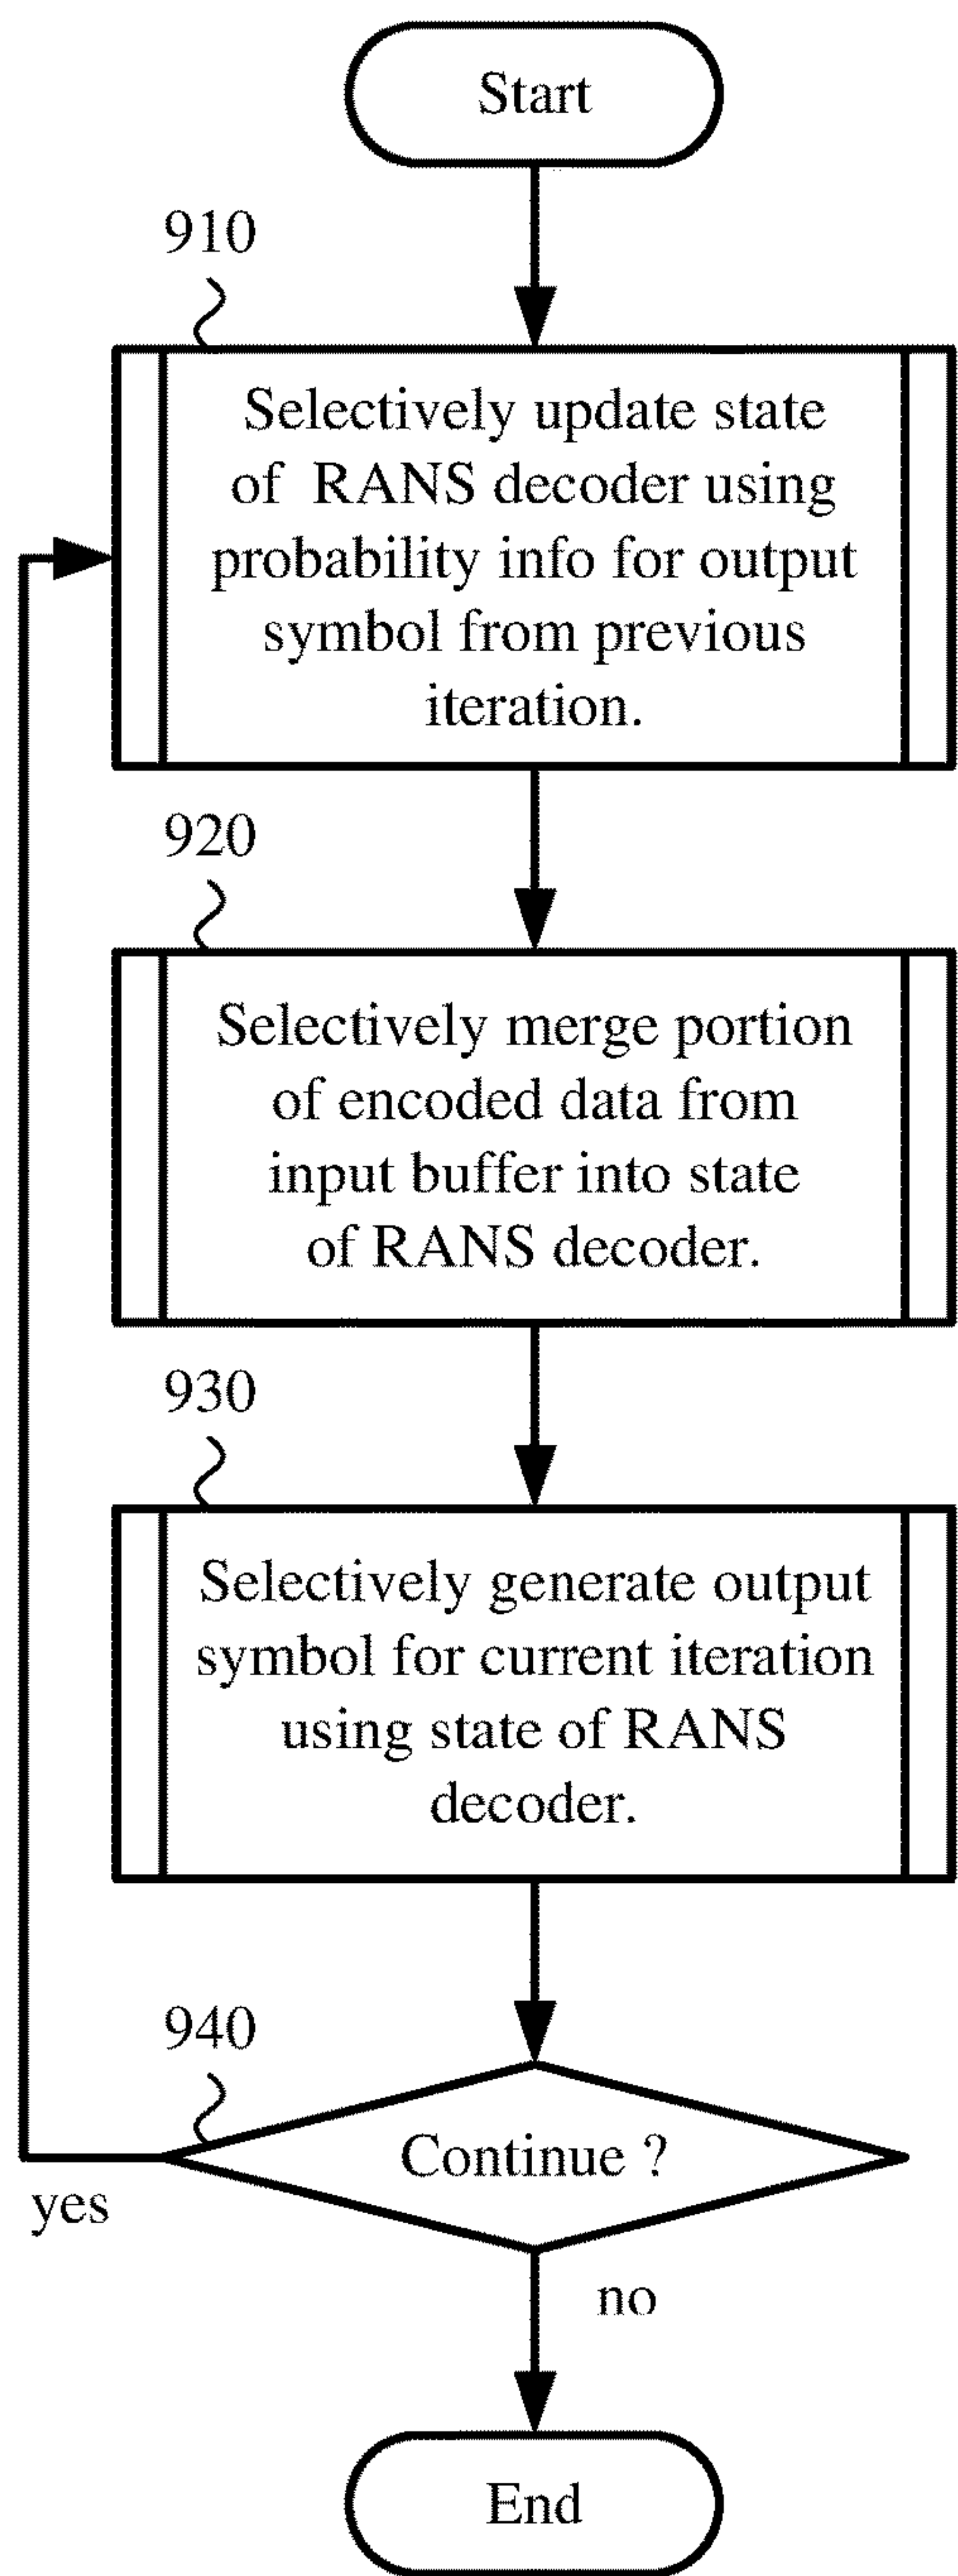 Start
910
Selectively update state
of RANS decoder using
probability info for output
symbol from previous
iteration.
920
Selectively merge portion
of encoded data from
input buffer into state
of RANS decoder.
930
Selectively generate output
symbol for current iteration
using state of RANS
decoder.
940
Continue ?
yes
no
End